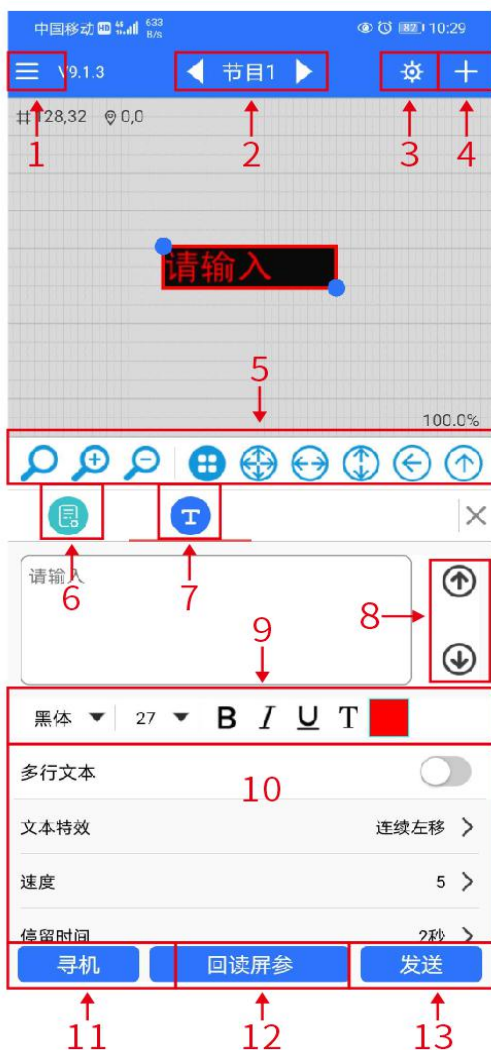 中国移动 HD 4G 633 B/s 82 10:29
V9.1.3 节目1
128,32 0,0
1 2 3 4
请输入
5
100.0%
T
6 7
请输入
8
9
黑体 27 B I U T
多行文本
10
文本特效 连续左移
速度 5
停留时间 2秒
寻机 回读屏参 发送
11 12 13